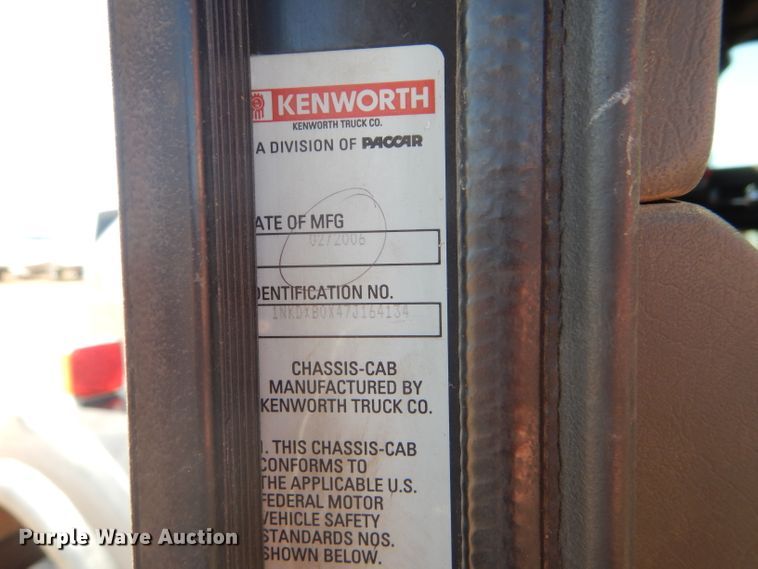 KENWORTH
KENWORTH TRUCK CO.
A DIVISION OF PACCAR
ATE OF MFG
02/2006
DENTIFICATION NO.
1NKDXB0X47J164134
CHASSIS-CAB
MANUFACTURED BY
KENWORTH TRUCK CO.
1. THIS CHASSIS-CAB
CONFORMS TO
THE APPLICABLE U.S.
FEDERAL MOTOR
VEHICLE SAFETY
STANDARDS NOS.
SHOWN BELOW.
Purple Wave Auction